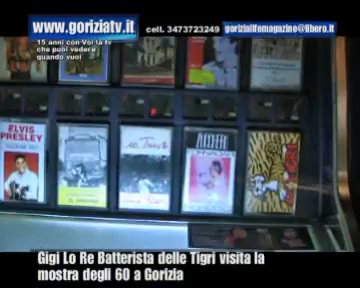 www.goriziatv.it
cell. 3473723249
gorizialifemagazine@libero.it
15 anni con Voi la tv
che puoi vedere
quando vuoi
ELVIS
PRESLEY
Gigi Lo Re Batterista delle Tigri visita la
mostra degli 60 a Gorizia